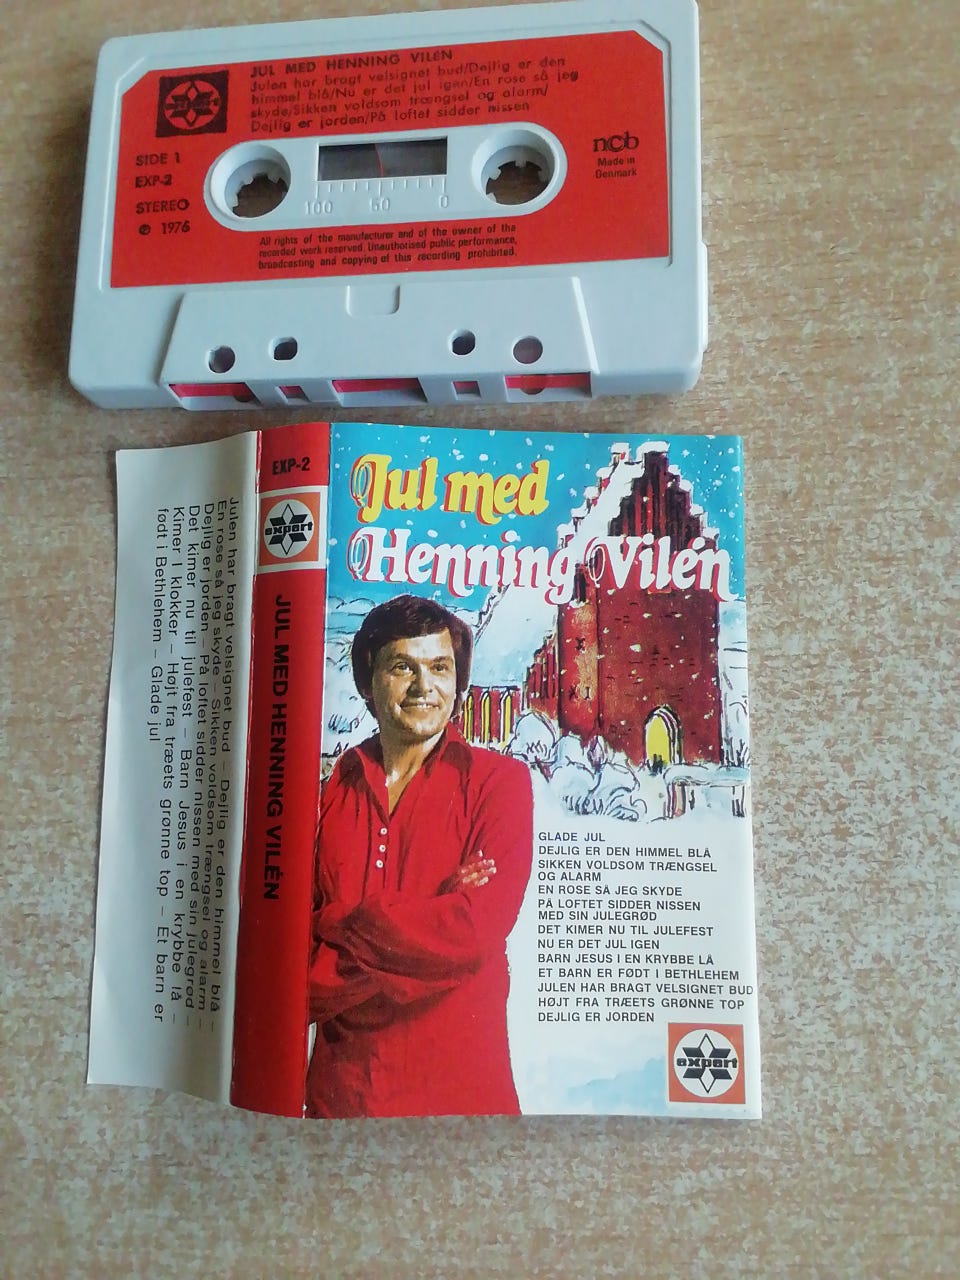 expert
JUL MED HENNING VILÉN
Julen har bragt velsignet bud/Dejlig er den
himmel blå/Nu er det jul igen/En rose så jeg
skyde/Sikken voldsom trængsel og alarm/
Dejlig er jorden/På loftet sidder nissen
SIDE 1
EXP-2
STEREO
℗ 1976
ncb
Made in
Denmark
100 50 0
All rights of the manufacturer and of the owner of the
recorded work reserved. Unauthorised public performance,
broadcasting and copying of this recording prohibited.
Julen har bragt velsignet bud – Dejlig er den himmel blå –
En rose så jeg skyde – Sikken voldsom trængsel og alarm –
Dejlig er jorden – På loftet sidder nissen med sin julegrød –
Det kimer nu til julefest – Barn Jesus i en krybbe lå –
Kimer I klokker – Højt fra træets grønne top – Et barn er
født i Bethlehem – Glade jul
EXP-2
expert
JUL MED HENNING VILÉN
Jul med
Henning Vilén
GLADE JUL
DEJLIG ER DEN HIMMEL BLÅ
SIKKEN VOLDSOM TRÆNGSEL
OG ALARM
EN ROSE SÅ JEG SKYDE
PÅ LOFTET SIDDER NISSEN
MED SIN JULEGRØD
DET KIMER NU TIL JULEFEST
NU ER DET JUL IGEN
BARN JESUS I EN KRYBBE LÅ
ET BARN ER FØDT I BETHLEHEM
JULEN HAR BRAGT VELSIGNET BUD
HØJT FRA TRÆETS GRØNNE TOP
DEJLIG ER JORDEN
expert